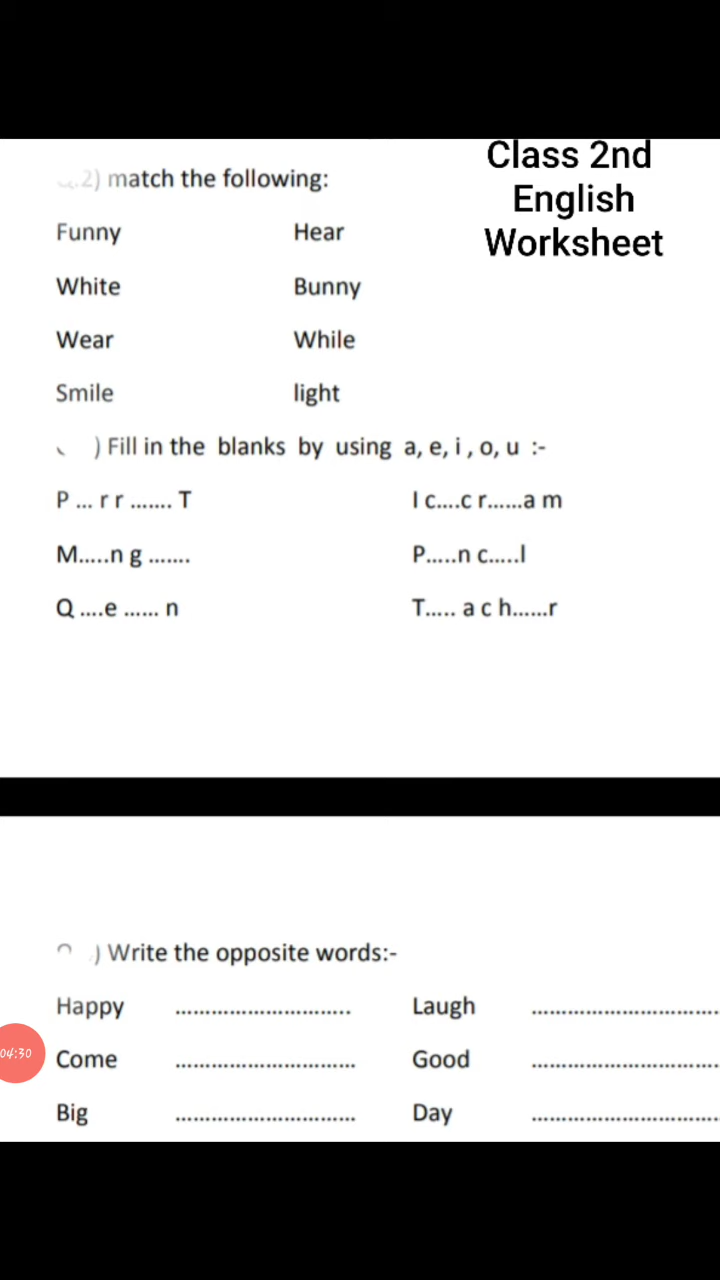 Class 2nd
English
Worksheet
2) match the following:
Funny Hear
White Bunny
Wear While
Smile light
) Fill in the blanks by using a, e, i , o, u :-
P ... r r ....... T I c....c r......a m
M.....n g ....... P.....n c.....l
Q ....e ...... n T..... a c h......r
) Write the opposite words:-
Happy ............................. Laugh ...............................
Come .............................. Good ...............................
Big .............................. Day ...............................
04:30